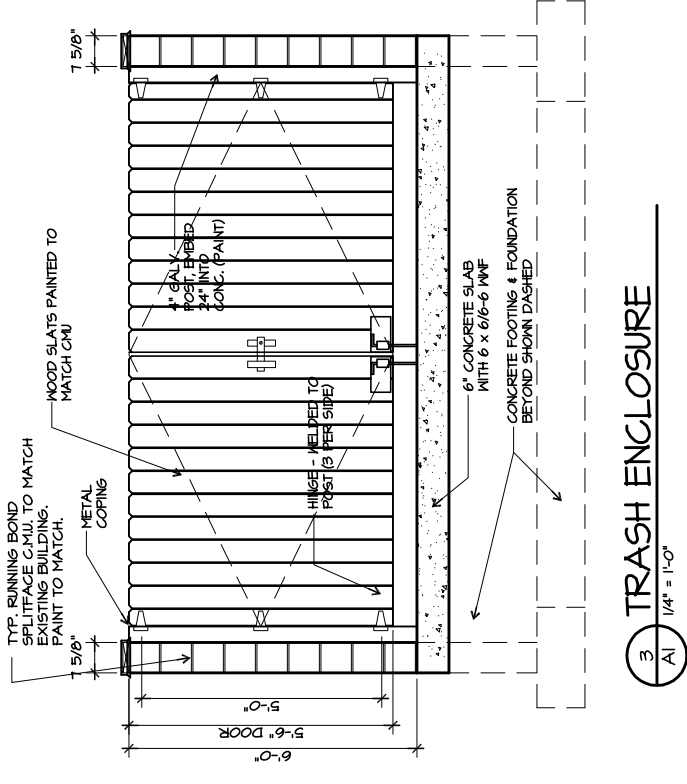 TYP. RUNNING BOND
SPLITFACE C.M.U. TO MATCH
EXISTING BUILDING.
PAINT TO MATCH.
METAL
COPING
WOOD SLATS PAINTED TO
MATCH CMU
7 5/8"
7 5/8"
4" GALV.
POST, EMBED
24" INTO
CONC. (PAINT)
HINGE - WELDED TO
POST (3 PER SIDE)
5'-0"
5'-6" DOOR
6'-0"
6" CONCRETE SLAB
WITH 6 x 6/6-6 WWF
CONCRETE FOOTING & FOUNDATION
BEYOND SHOWN DASHED
3
A1
TRASH ENCLOSURE
1/4" = 1'-0"